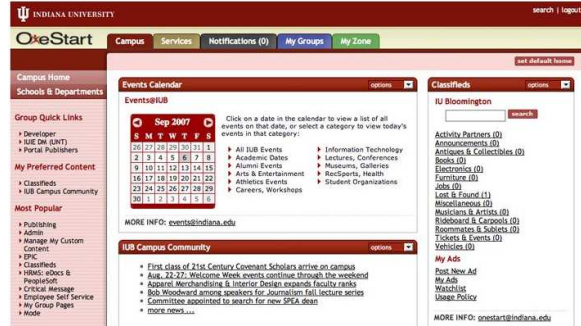 INDIANA UNIVERSITY
search | logout
OneStart
Campus
Services
Notifications (0)
My Groups
My Zone
set default home
Campus Home
Schools & Departments
Group Quick Links
Developer
IUIE DM (UNT)
Portal Publishers
My Preferred Content
Classifieds
IUB Campus Community
Most Popular
Publishing
Admin
Manage My Custom
Content
EPIC
Classifieds
HRMS: eDocs &
PeopleSoft
Critical Message
Employee Self Service
My Group Pages
Mode
Events Calendar
options
Events@IUB
Sep 2007
S M T W T F S
26 27 28 29 30 31 1
2 3 4 5 6 7 8
9 10 11 12 13 14 15
16 17 18 19 20 21 22
23 24 25 26 27 28 29
30 1 2 3 4 5 6
Click on a date in the calendar to view a list of all
events on that date, or select a category to view today's
events in that category:
All IUB Events
Academic Dates
Alumni Events
Arts & Entertainment
Athletics Events
Careers, Workshops
Information Technology
Lectures, Conferences
Museums, Galleries
RecSports, Health
Student Organizations
MORE INFO: events@indiana.edu
IUB Campus Community
options
First class of 21st Century Covenant Scholars arrive on campus
Aug. 22-27: Welcome Week events continue through the weekend
Apparel Merchandising & Interior Design expands faculty ranks
Bob Woodward among speakers for Journalism fall lecture series
Committee appointed to search for new SPEA dean
more news ...
Classifieds
options
IU Bloomington
search
Activity Partners (0)
Announcements (0)
Antiques & Collectibles (0)
Books (0)
Electronics (0)
Furniture (0)
Jobs (0)
Lost & Found (1)
Miscellaneous (0)
Musicians & Artists (0)
Rideboard & Carpools (0)
Roommates & Sublets (0)
Tickets & Events (0)
Vehicles (0)
My Ads
Post New Ad
My Ads
Watchlist
Usage Policy
MORE INFO: onestart@indiana.edu